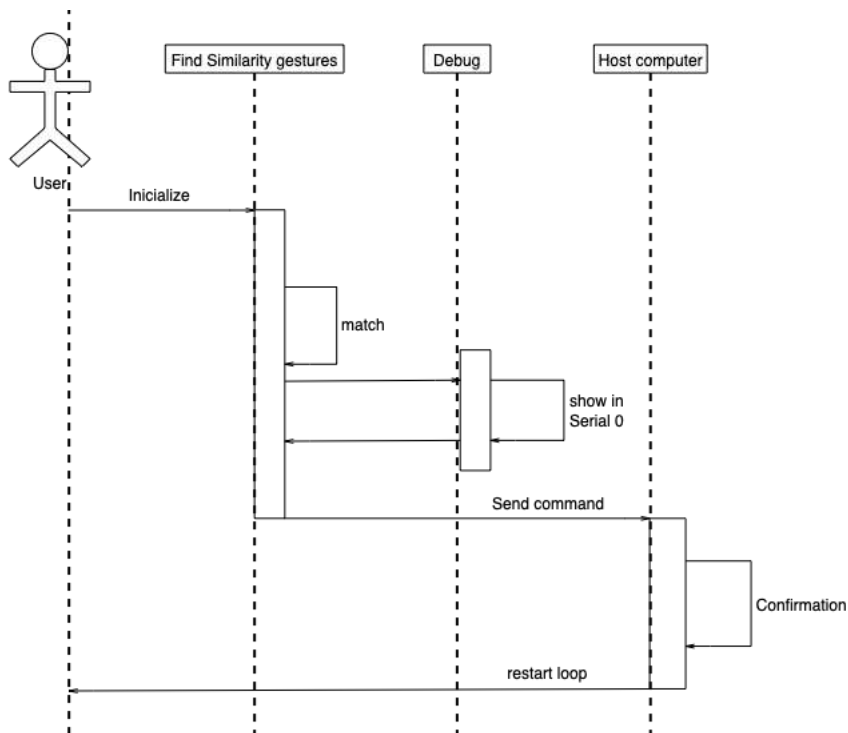 Find Similarity gestures
Debug
Host computer
User
Inicialize
match
show in
Serial 0
Send command
Confirmation
restart loop